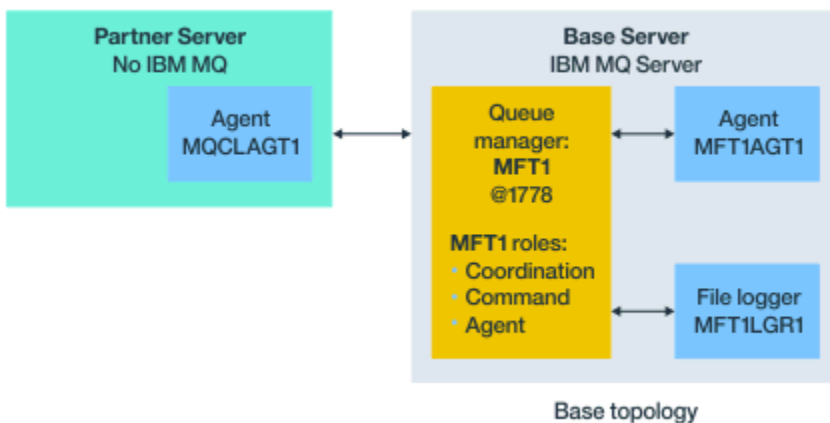 Partner Server
No IBM MQ
Agent
MQCLAGT1
Base Server
IBM MQ Server
Queue
manager:
MFT1
@1778
MFT1 roles:
• Coordination
• Command
• Agent
Agent
MFT1AGT1
File logger
MFT1LGR1
Base topology